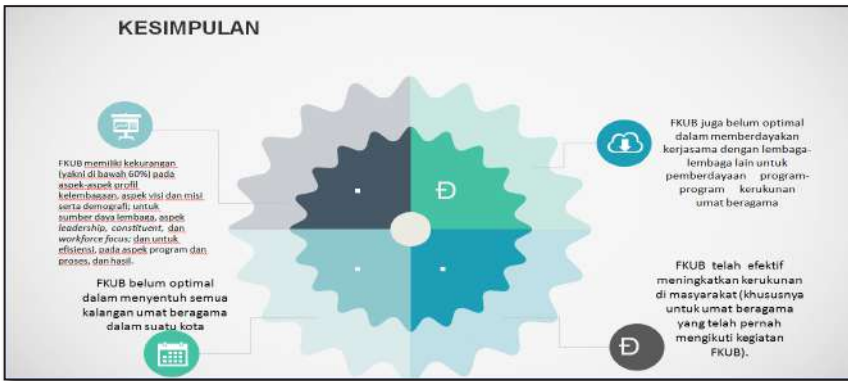 KESIMPULAN
FKUB memiliki kekurangan
(yakni di bawah 60%) pada
aspek-aspek profil
kelembagaan, aspek visi dan misi
serta demografi; untuk
sumber daya lembaga, aspek
leadership, constituent, dan
workforce focus; dan untuk
efisiensi, pada aspek program dan
proses, dan hasil.
FKUB belum optimal
dalam menyentuh semua
kalangan umat beragama
dalam suatu kota
Đ
FKUB juga belum optimal
dalam memberdayakan
kerjasama dengan lembaga-
lembaga lain untuk
pemberdayaan program-
program kerukunan
umat beragama
FKUB telah efektif
meningkatkan kerukunan
di masyarakat (khususnya
untuk umat beragama
yang telah pernah
mengikuti kegiatan
FKUB).
Đ